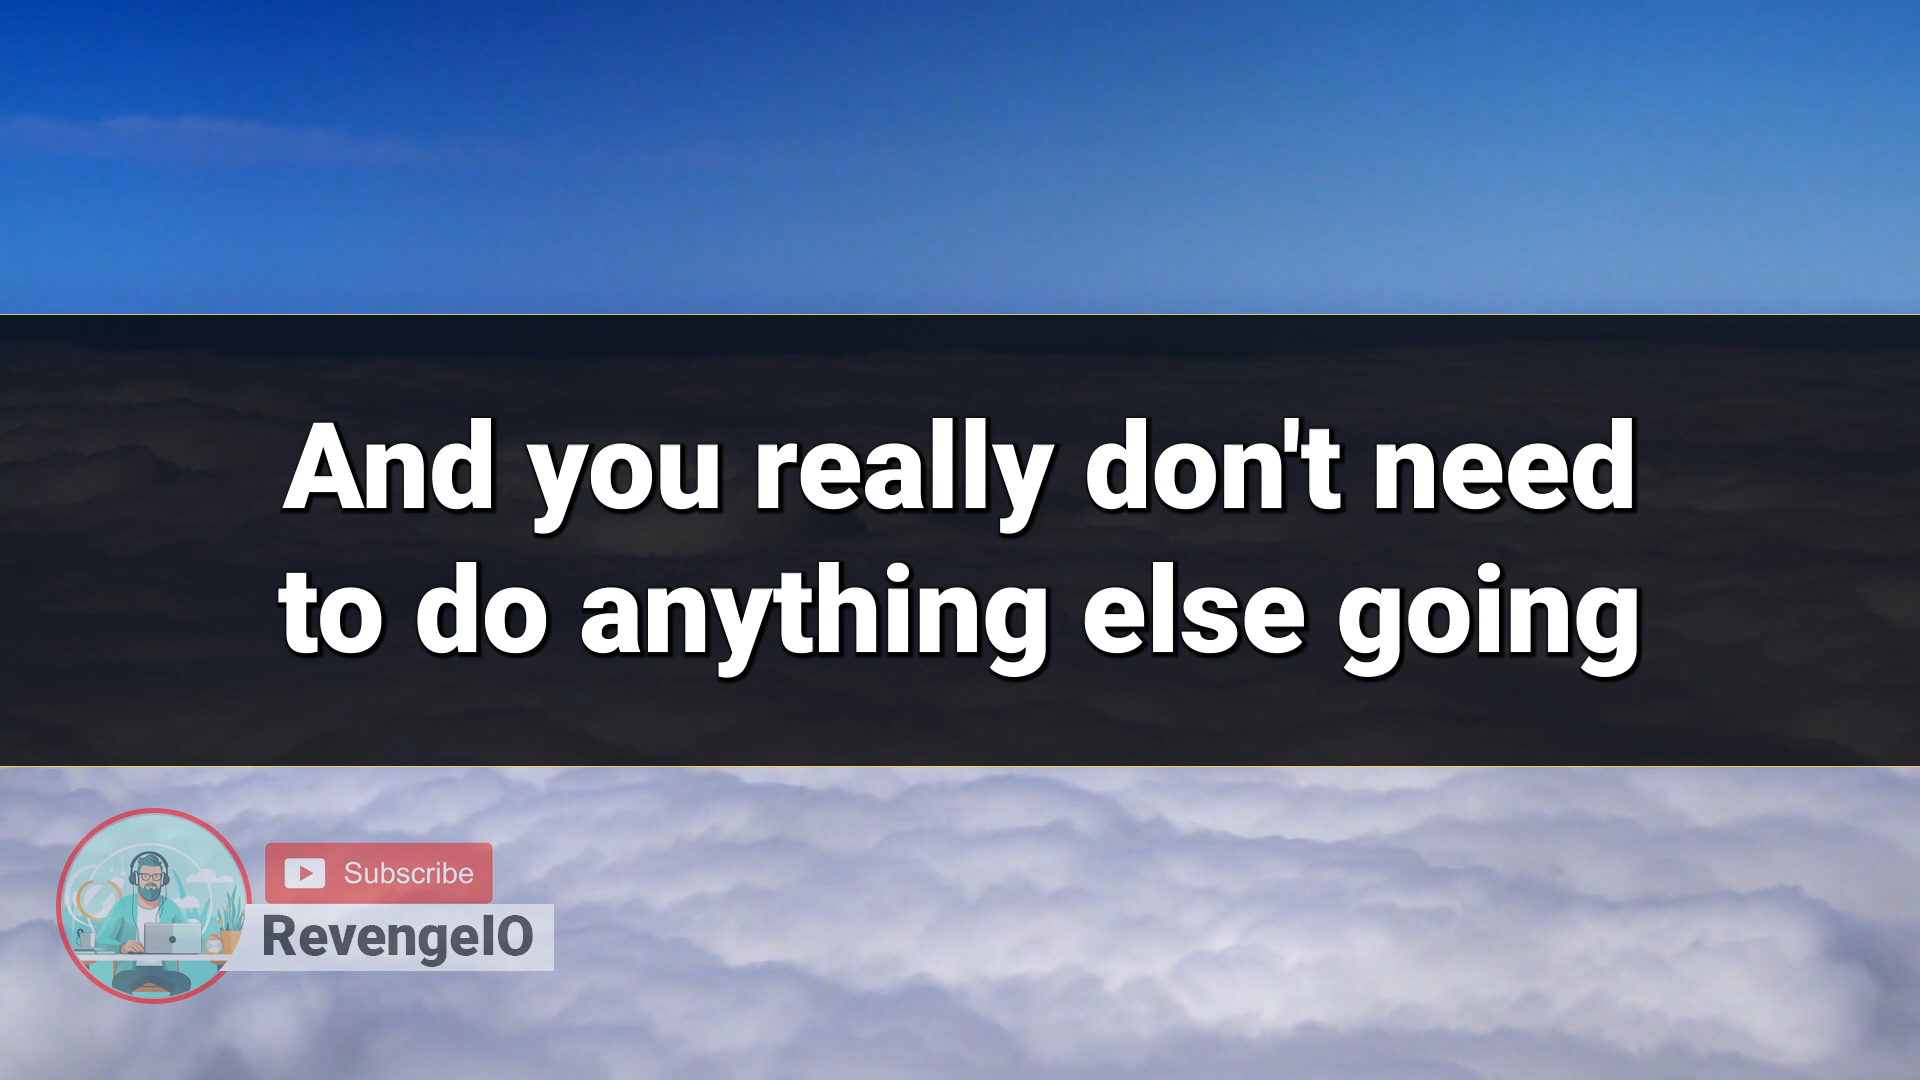 And you really don't need
to do anything else going
Subscribe
RevengeIO